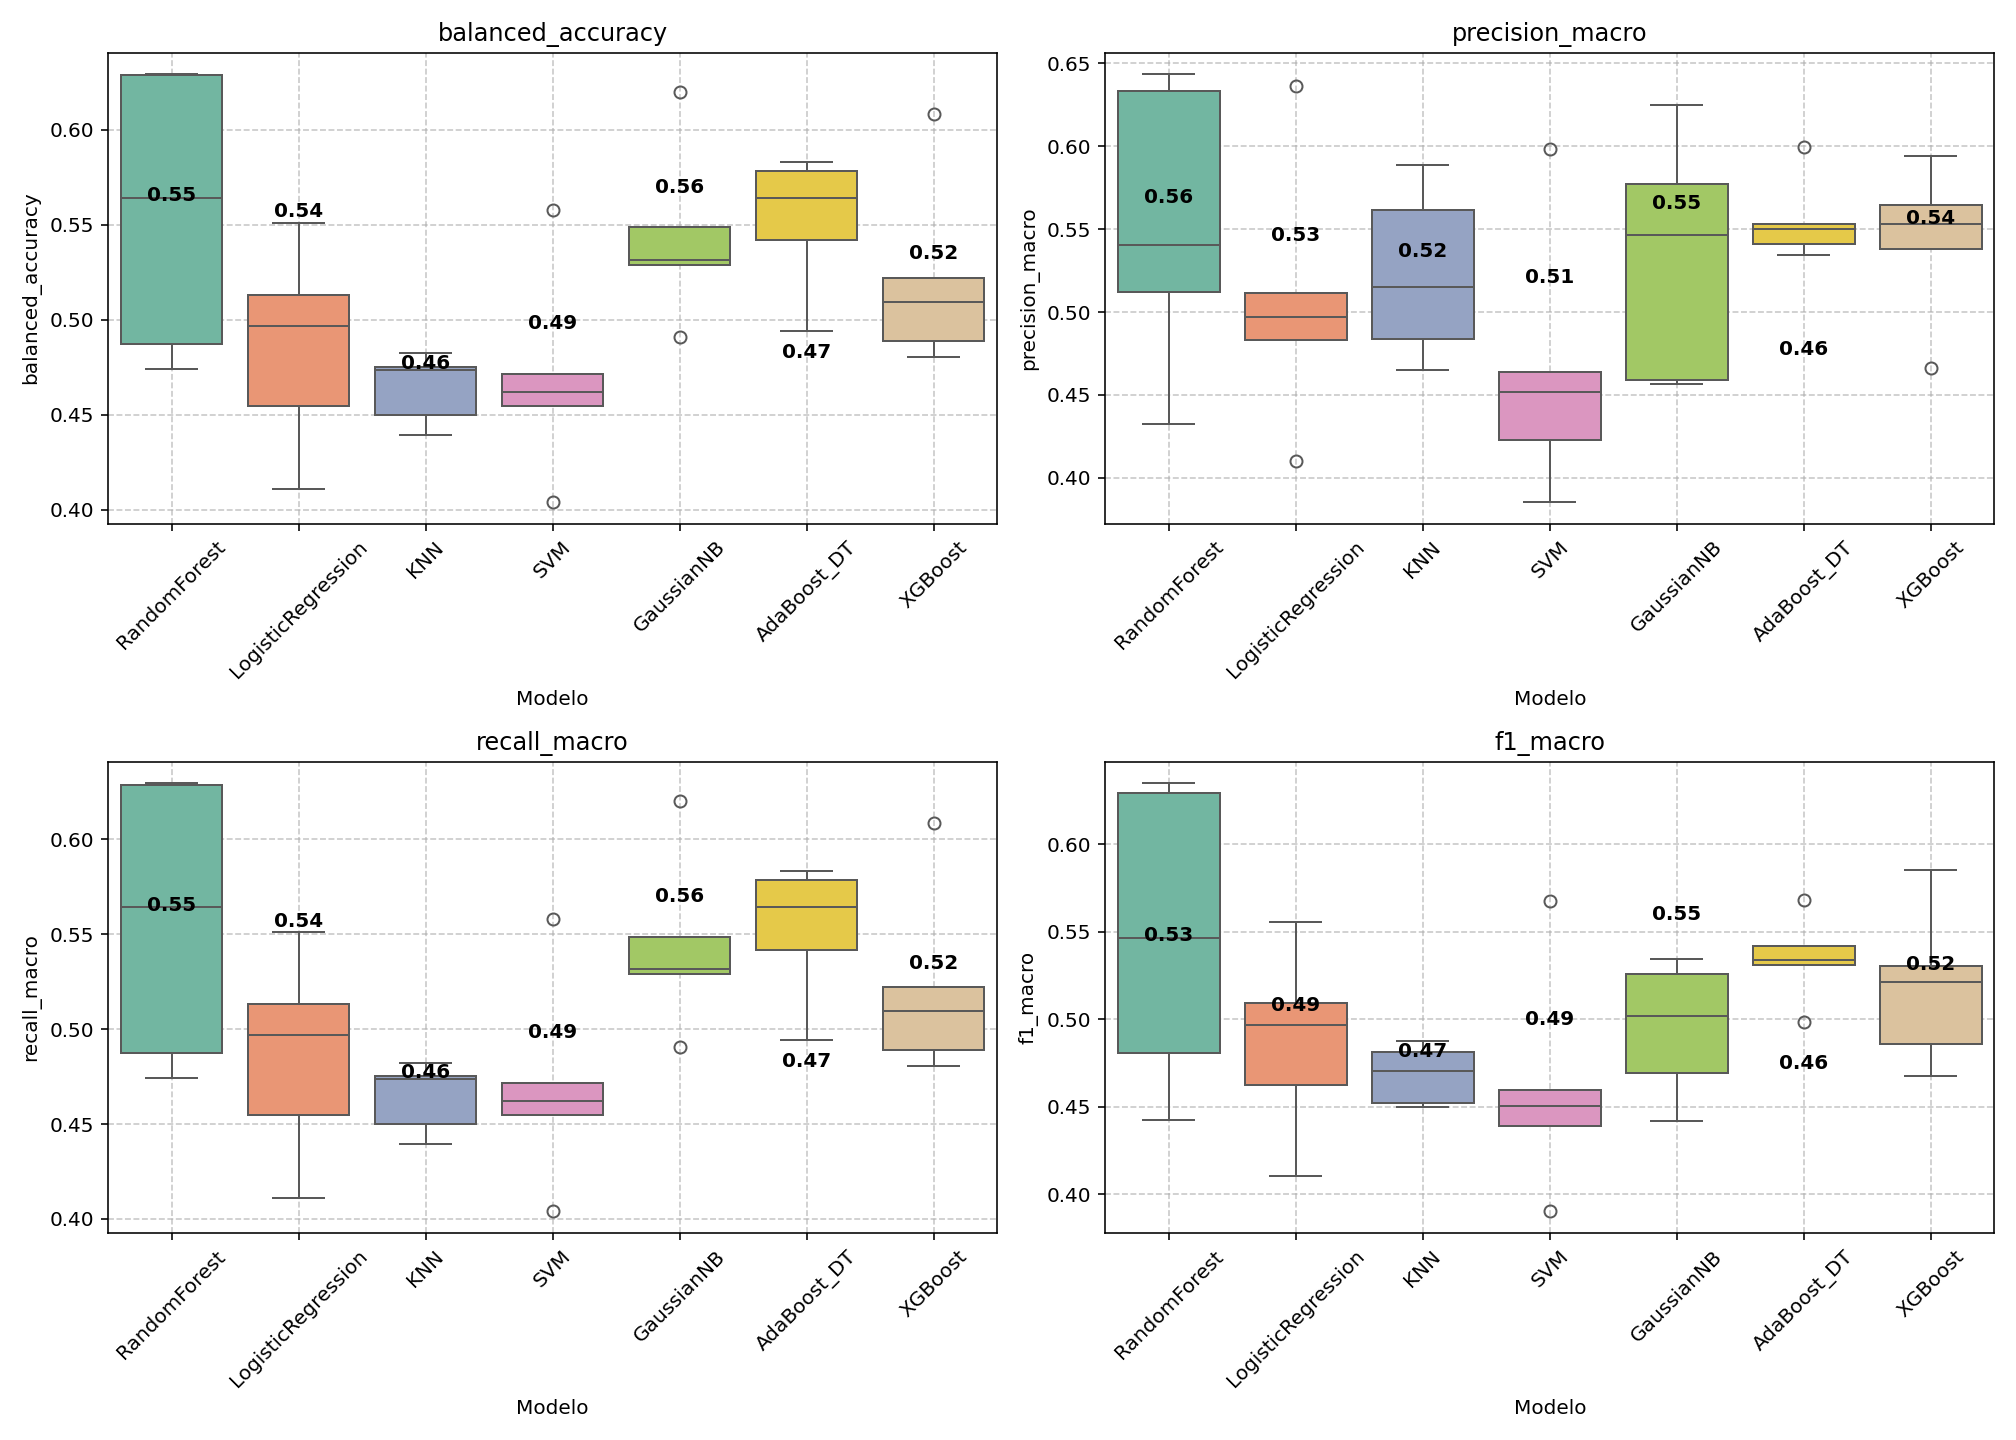 balanced_accuracy
balanced_accuracy
0.60
0.55
0.50
0.45
0.40
0.55
0.54
0.46
0.49
0.56
0.47
0.52
RandomForest
LogisticRegression
KNN
SVM
GaussianNB
AdaBoost_DT
XGBoost
Modelo
precision_macro
precision_macro
0.65
0.60
0.55
0.50
0.45
0.40
0.56
0.53
0.52
0.51
0.55
0.46
0.54
RandomForest
LogisticRegression
KNN
SVM
GaussianNB
AdaBoost_DT
XGBoost
Modelo
recall_macro
recall_macro
0.60
0.55
0.50
0.45
0.40
0.55
0.54
0.46
0.49
0.56
0.47
0.52
RandomForest
LogisticRegression
KNN
SVM
GaussianNB
AdaBoost_DT
XGBoost
Modelo
f1_macro
f1_macro
0.60
0.55
0.50
0.45
0.40
0.53
0.49
0.47
0.49
0.55
0.46
0.52
RandomForest
LogisticRegression
KNN
SVM
GaussianNB
AdaBoost_DT
XGBoost
Modelo